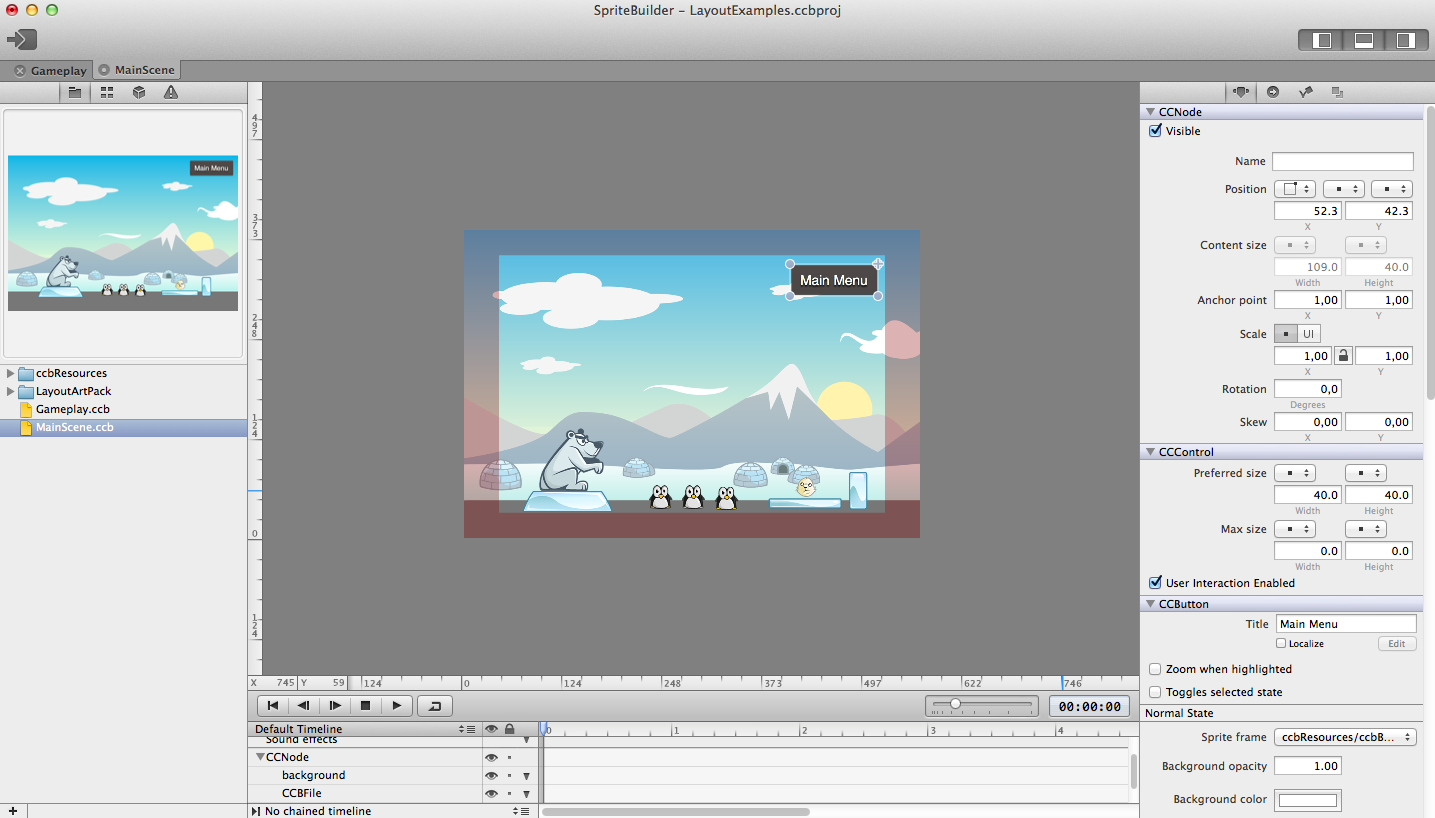 SpriteBuilder – LayoutExamples.ccbproj
Gameplay
MainScene
Main Menu
ccbResources
LayoutArtPack
Gameplay.ccb
MainScene.ccb
497
373
248
124
0
124
Main Menu
X 745 Y 59 124 0 124 248 373 497 622 746
00:00:00
Default Timeline
0 1 2 3 4
Sound effects
CCNode
background
CCBFile
No chained timeline
CCNode
Visible
Name
Position
52.3 42.3
X Y
Content size
109.0 40.0
Width Height
Anchor point 1,00 1,00
X Y
Scale UI
1,00 1,00
X Y
Rotation 0,0
Degrees
Skew 0,00 0,00
X Y
CCControl
Preferred size
40.0 40.0
Width Height
Max size
0.0 0.0
Width Height
User Interaction Enabled
CCButton
Title Main Menu
Localize Edit
Zoom when highlighted
Toggles selected state
Normal State
Sprite frame ccbResources/ccbB...
Background opacity 1.00
Background color